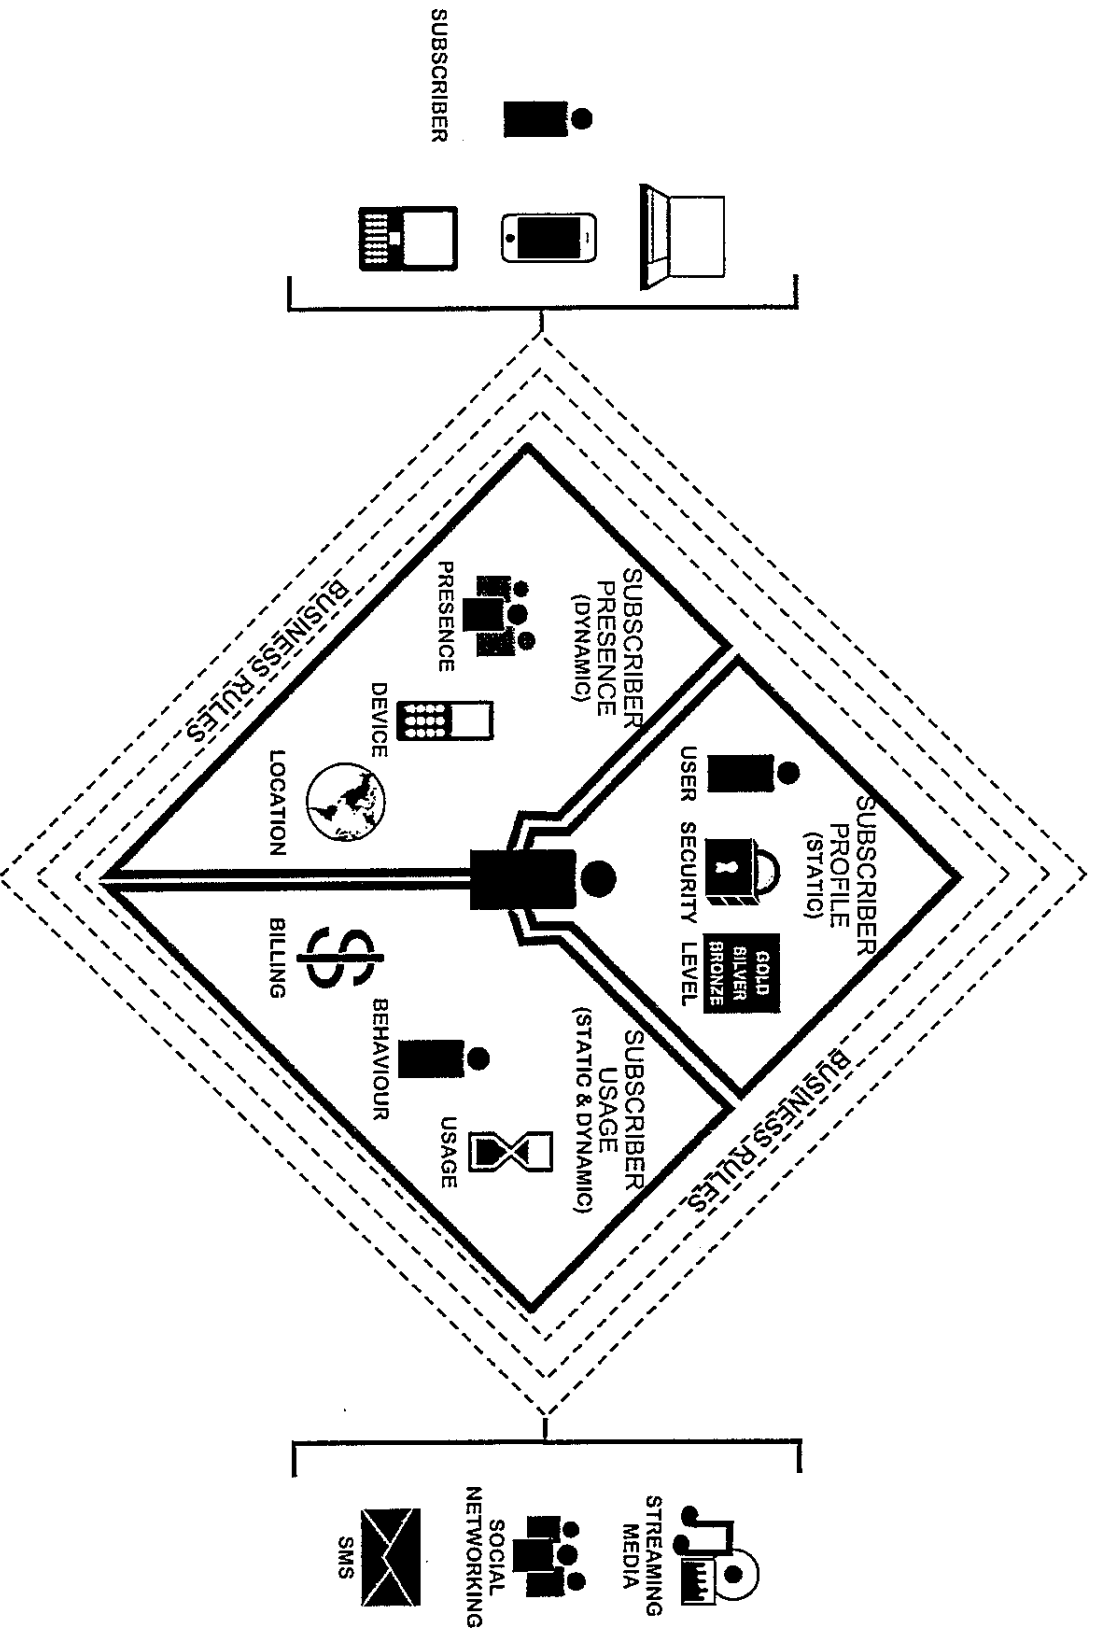 SUBSCRIBER
BUSINESS RULES
BUSINESS RULES
SUBSCRIBER
PROFILE
(STATIC)
USER
SECURITY
LEVEL
GOLD
SILVER
BRONZE
SUBSCRIBER
PRESENCE
(DYNAMIC)
PRESENCE
DEVICE
LOCATION
SUBSCRIBER
USAGE
(STATIC & DYNAMIC)
BILLING
BEHAVIOUR
USAGE
STREAMING
MEDIA
SOCIAL
NETWORKING
SMS